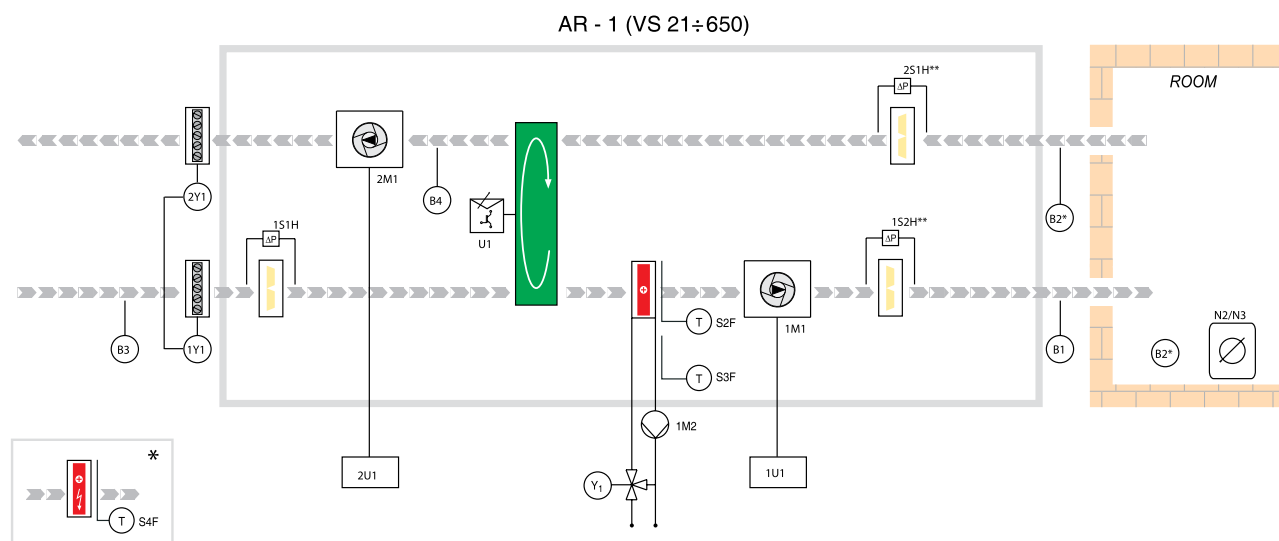 AR - 1 (VS 21÷650)
2S1H**
ΔP
ROOM
2M1
2Y1
B4
B2*
1S1H
ΔP
U1
1S2H**
ΔP
N2/N3
T
S2F
1M1
B3
1Y1
B1
B2*
T
S3F
1M2
*
2U1
1U1
Y1
T
S4F